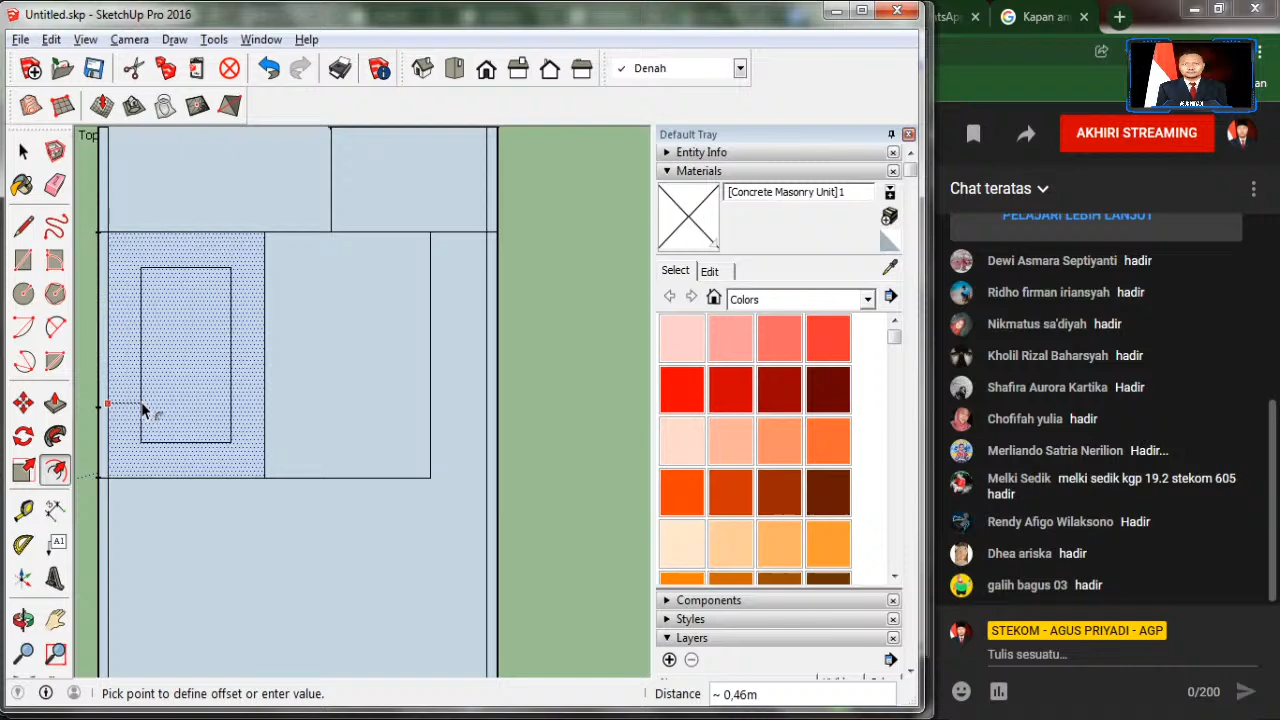 Untitled.skp - SketchUp Pro 2016
File Edit View Camera Draw Tools Window Help
Denah
Top
Default Tray
Entity Info
Materials
[Concrete Masonry Unit]1
Select Edit
Colors
Components
Styles
Layers
Pick point to define offset or enter value.
Distance ~ 0,46m
A1
Kapan an
AKHIRI STREAMING
Chat teratas
PELAJARI LEBIH LANJUT
Dewi Asmara Septiyanti hadir
Ridho firman iriansyah hadir
Nikmatus sa'diyah hadir
Kholil Rizal Baharsyah hadir
Shafira Aurora Kartika Hadir
Chofifah yulia hadir
Merliando Satria Nerilion Hadir...
Melki Sedik melki sedik kgp 19.2 stekom 605
hadir
Rendy Afigo Wilaksono Hadir
Dhea ariska hadir
galih bagus 03 hadir
STEKOM - AGUS PRIYADI - AGP
Tulis sesuatu...
0/200